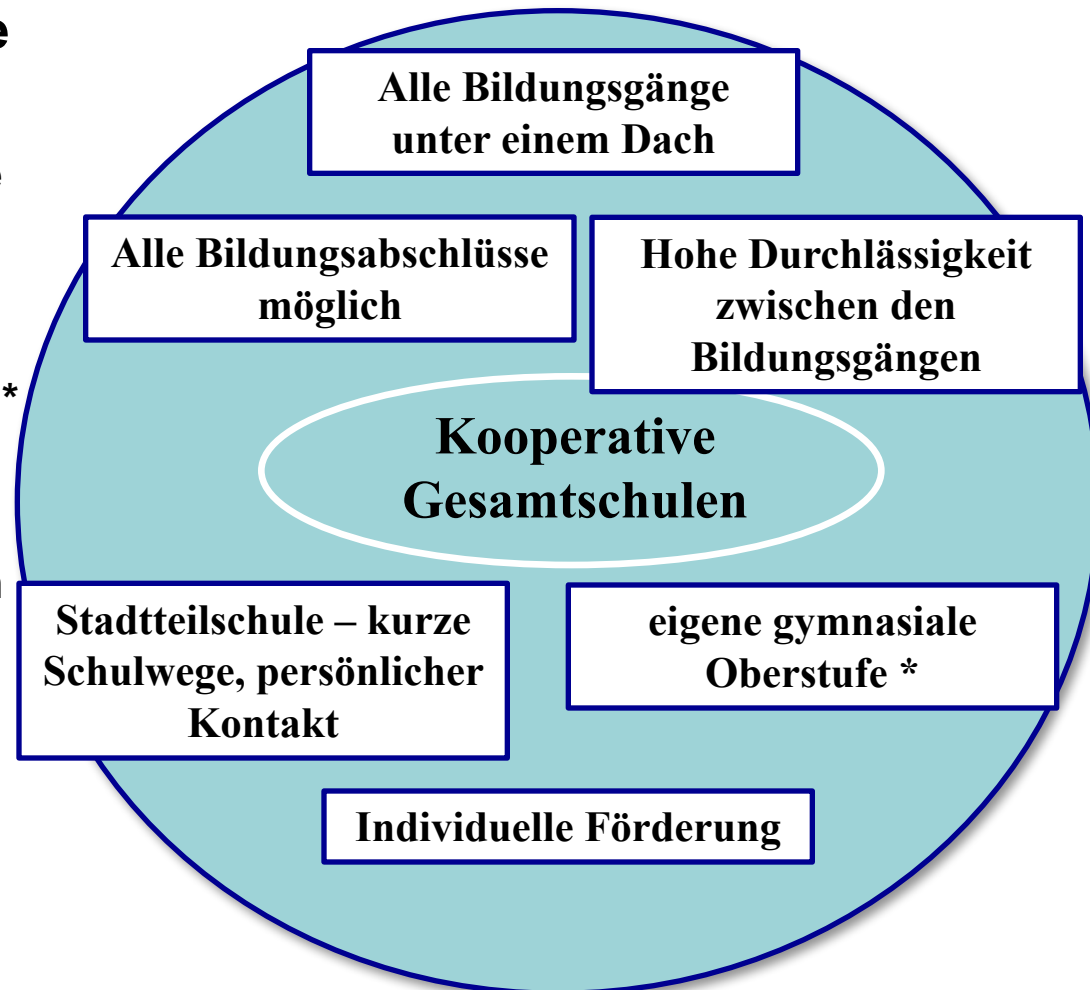 Alle Bildungsgänge
unter einem Dach
Alle Bildungsabschlüsse
möglich
Hohe Durchlässigkeit
zwischen den
Bildungsgängen
*
Kooperative
Gesamtschulen
Stadtteilschule – kurze
Schulwege, persönlicher
Kontakt
eigene gymnasiale
Oberstufe *
Individuelle Förderung